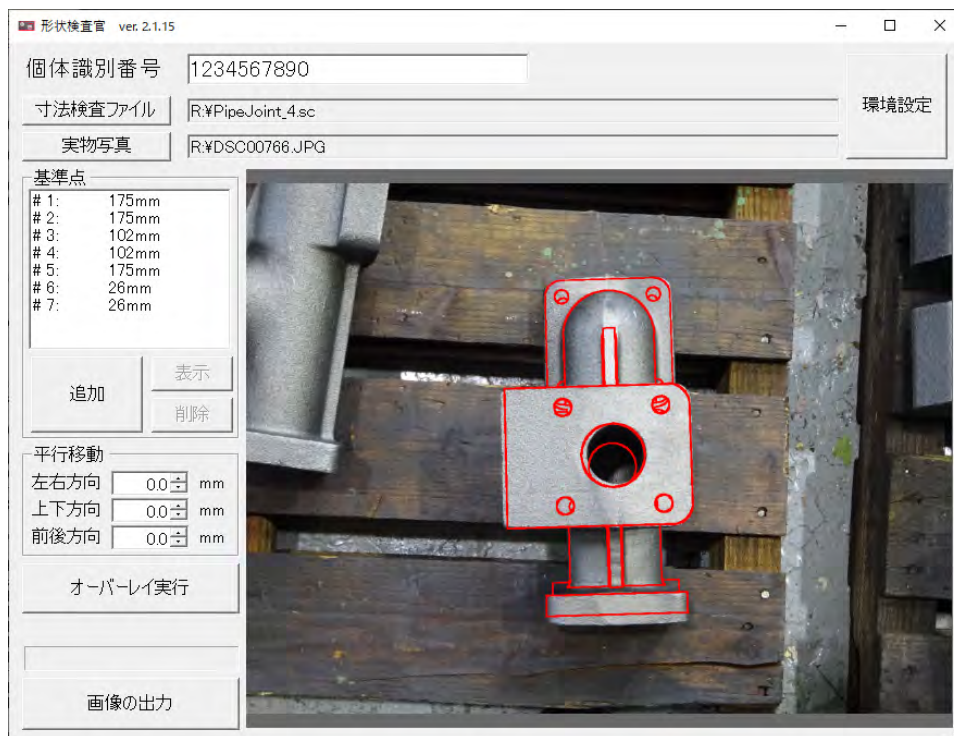 形状検査官 ver. 2.1.15
個体識別番号 1234567890
寸法検査ファイル R:¥PipeJoint_4.sc
実物写真 R:¥DSC00766.JPG
環境設定
基準点
# 1: 175mm
# 2: 175mm
# 3: 102mm
# 4: 102mm
# 5: 175mm
# 6: 26mm
# 7: 26mm
追加
表示
削除
平行移動
左右方向 0.0 mm
上下方向 0.0 mm
前後方向 0.0 mm
オーバーレイ実行
画像の出力